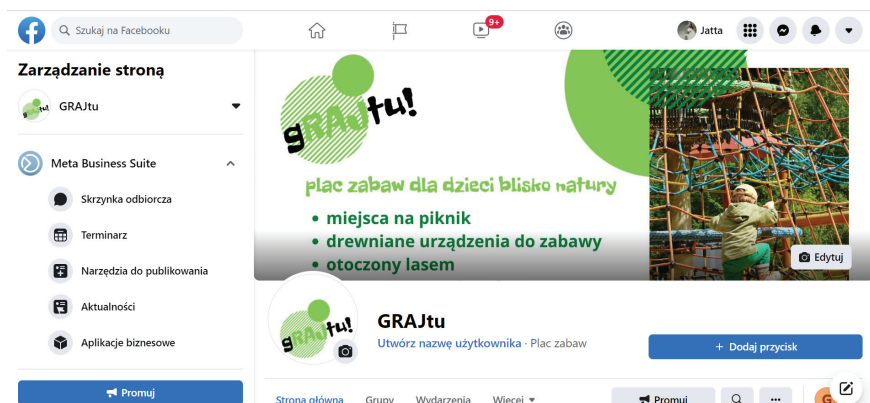 Szukaj na Facebooku
9+
Jatta
Zarządzanie stroną
GRAJtu
Meta Business Suite
Skrzynka odbiorcza
Terminarz
Narzędzia do publikowania
Aktualności
Aplikacje biznesowe
Promuj
gRAJtu!
plac zabaw dla dzieci blisko natury
• miejsca na piknik
• drewniane urządzenia do zabawy
• otoczony lasem
Edytuj
gRAJtu!
GRAJtu
Utwórz nazwę użytkownika · Plac zabaw
+ Dodaj przycisk
Strona główna Grupy Wydarzenia Więcej
Promuj
G